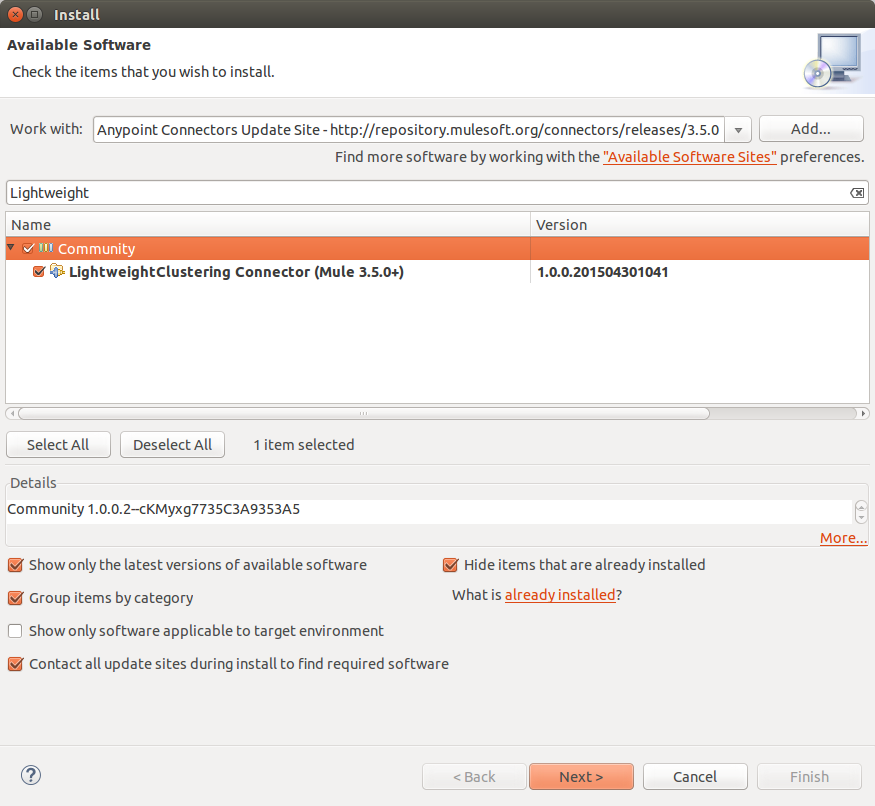 Install
Available Software
Check the items that you wish to install.
Work with: Anypoint Connectors Update Site - http://repository.mulesoft.org/connectors/releases/3.5.0 Add...
Find more software by working with the "Available Software Sites" preferences.
Lightweight
Name Version
Community
LightweightClustering Connector (Mule 3.5.0+) 1.0.0.201504301041
Select All Deselect All 1 item selected
Details
Community 1.0.0.2--cKMyxg7735C3A9353A5
More...
Show only the latest versions of available software Hide items that are already installed
Group items by category What is already installed?
Show only software applicable to target environment
Contact all update sites during install to find required software
? < Back Next > Cancel Finish